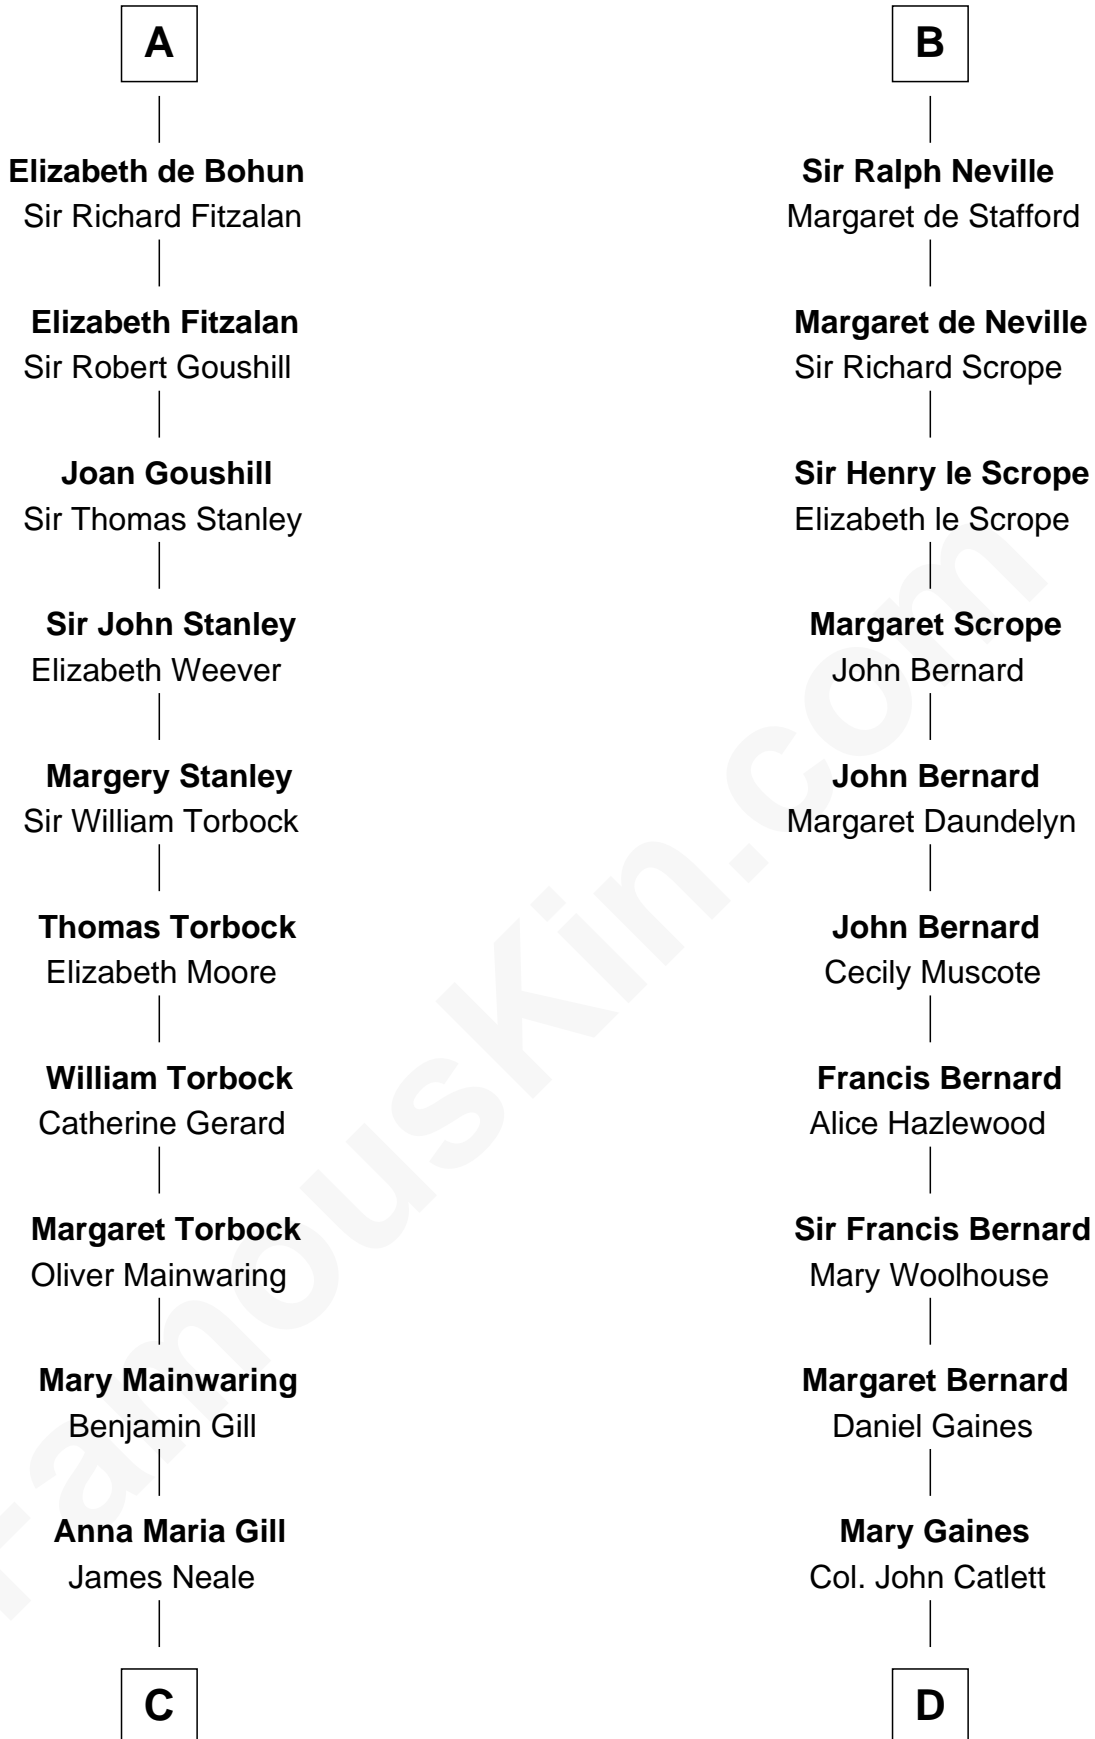 A
Elizabeth de Bohun
Sir Richard Fitzalan
Elizabeth Fitzalan
Sir Robert Goushill
Joan Goushill
Sir Thomas Stanley
Sir John Stanley
Elizabeth Weever
Margery Stanley
Sir William Torbock
Thomas Torbock
Elizabeth Moore
William Torbock
Catherine Gerard
Margaret Torbock
Oliver Mainwaring
Mary Mainwaring
Benjamin Gill
Anna Maria Gill
James Neale
C
B
Sir Ralph Neville
Margaret de Stafford
Margaret de Neville
Sir Richard Scrope
Sir Henry le Scrope
Elizabeth le Scrope
Margaret Scrope
John Bernard
John Bernard
Margaret Daundelyn
John Bernard
Cecily Muscote
Francis Bernard
Alice Hazlewood
Sir Francis Bernard
Mary Woolhouse
Margaret Bernard
Daniel Gaines
Mary Gaines
Col. John Catlett
D
FamousKin.com